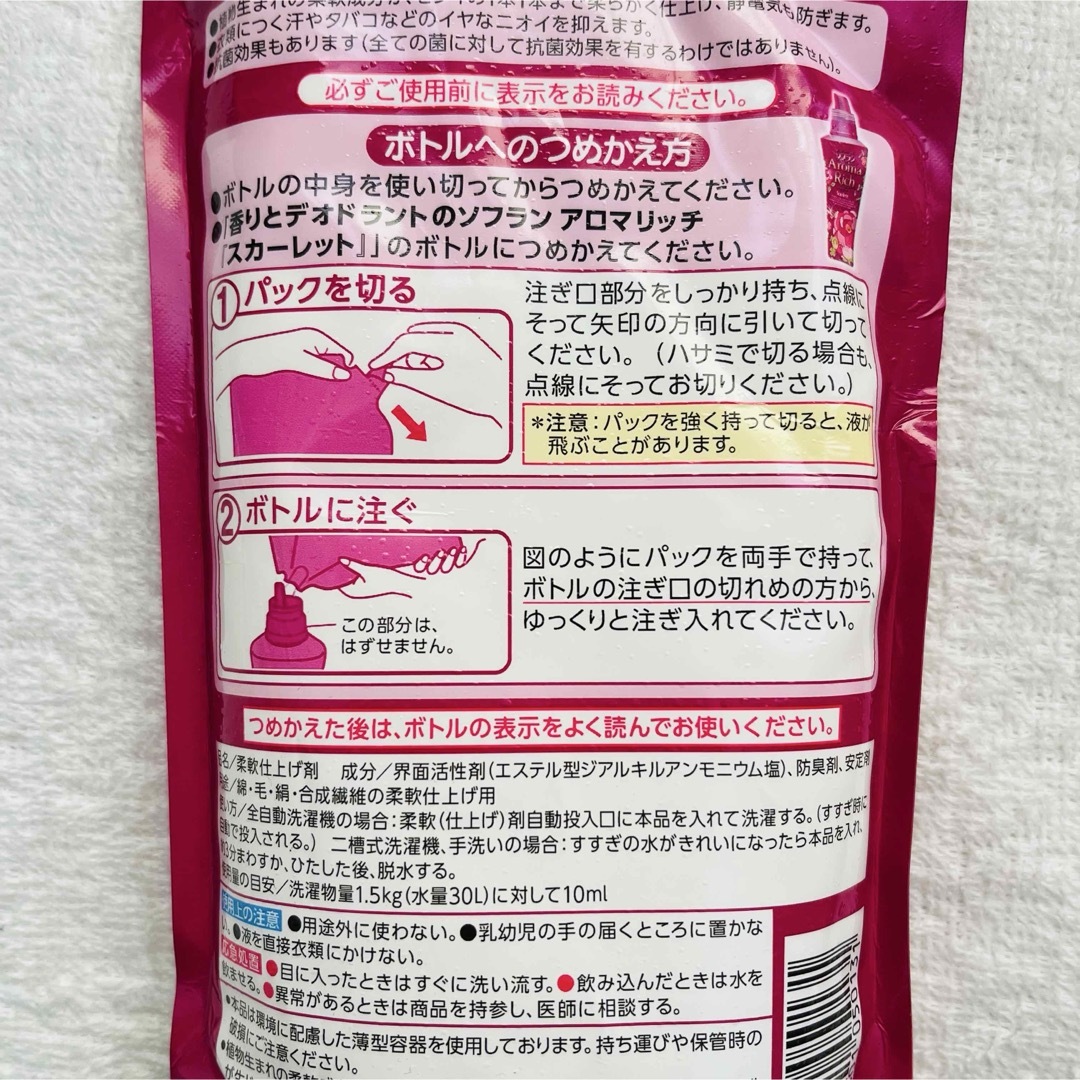 生まれの柔軟成分が、
1本1本まで柔らかく仕上げ、静電気も防ぎます。
●衣類につく汗やタバコなどのイヤなニオイを抑えます。
●抗菌効果もあります(全ての菌に対して抗菌効果を有するわけではありません)。
必ずご使用前に表示をお読みください。
ボトルへのつめかえ方
Aroma
Rich
●ボトルの中身を使い切ってからつめかえてください。
●「香りとデオドラントのソフラン アロマリッチ
『スカーレット』」のボトルにつめかえてください。
① パックを切る
注ぎ口部分をしっかり持ち、点線に
そって矢印の方向に引いて切って
ください。(ハサミで切る場合も、
点線にそってお切りください。)
*注意:パックを強く持って切ると、液が
飛ぶことがあります。
② ボトルに注ぐ
この部分は、
はずせません。
図のようにパックを両手で持って、
ボトルの注ぎ口の切れめの方から、
ゆっくりと注ぎ入れてください。
つめかえた後は、ボトルの表示をよく読んでお使いください。
品名/柔軟仕上げ剤 成分/界面活性剤(エステル型ジアルキルアンモニウム塩)、防臭剤、安定剤
用途/綿・毛・絹・合成繊維の柔軟仕上げ用
使い方/全自動洗濯機の場合:柔軟(仕上げ)剤自動投入口に本品を入れて洗濯する。(すすぎ時に
自動で投入される。) 二槽式洗濯機、手洗いの場合:すすぎの水がきれいになったら本品を入れ、
約3分まわすか、ひたした後、脱水する。
使用量の目安/洗濯物量1.5kg(水量30L)に対して10ml
使用上の注意 ●用途外に使わない。●乳幼児の手の届くところに置かな
い。●液を直接衣類にかけない。
応急処置 ●目に入ったときはすぐに洗い流す。●飲み込んだときは水を
飲ませる。●異常があるときは商品を持参し、医師に相談する。
●本品は環境に配慮した薄型容器を使用しております。持ち運びや保管時の
破損にご注意ください。
●植物生まれの柔軟成